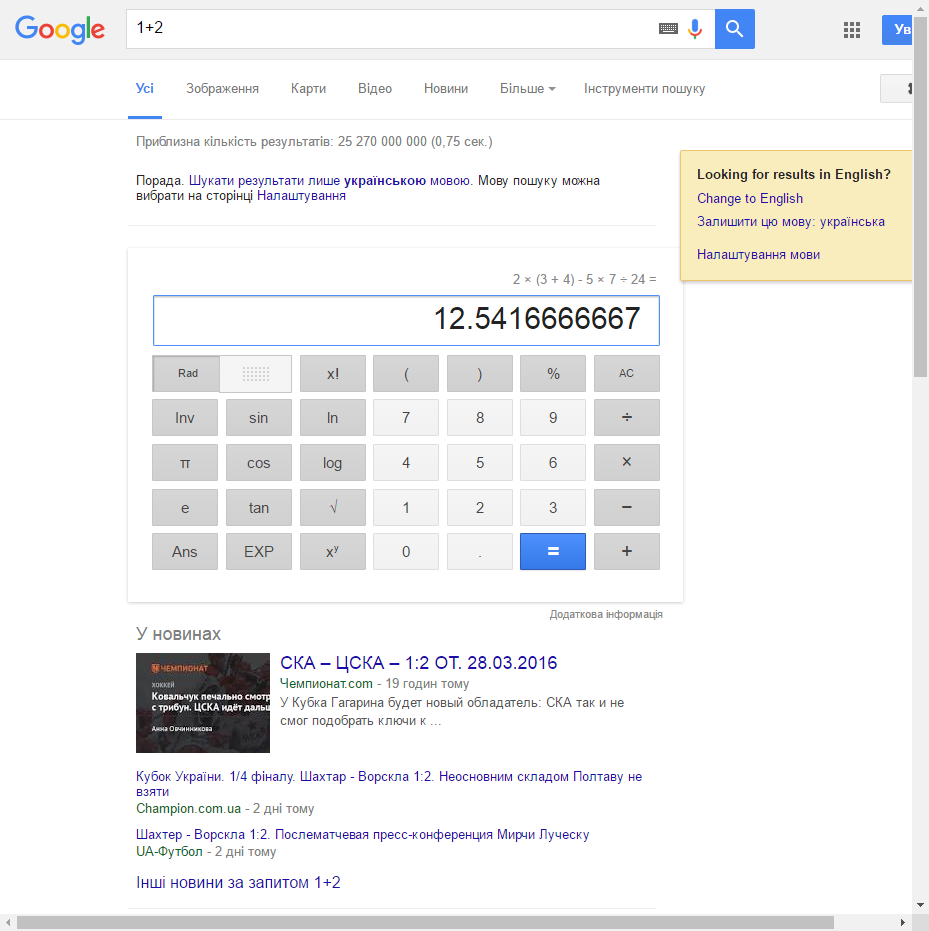 Google
1+2
Ув
Усі Зображення Карти Відео Новини Більше Інструменти пошуку
Приблизна кількість результатів: 25 270 000 000 (0,75 сек.)
Порада. Шукати результати лише українською мовою. Мову пошуку можна
вибрати на сторінці Налаштування
Looking for results in English?
Change to English
Залишити цю мову: українська
Налаштування мови
2 × (3 + 4) - 5 × 7 ÷ 24 =
12.5416666667
Rad x! ( ) % AC
Inv sin ln 7 8 9 ÷
π cos log 4 5 6 ×
e tan √ 1 2 3 −
Ans EXP xʸ 0 . = +
Додаткова інформація
У новинах
ЧЕМПИОНАТ
ХОККЕЙ
Ковальчук печально смотр
с трибун. ЦСКА идёт дальш
Анна Овчинникова
СКА – ЦСКА – 1:2 ОТ. 28.03.2016
Чемпионат.com - 19 годин тому
У Кубка Гагарина будет новый обладатель: СКА так и не
смог подобрать ключи к ...
Кубок України. 1/4 фіналу. Шахтар - Ворскла 1:2. Неосновним складом Полтаву не
взяти
Champion.com.ua - 2 дні тому
Шахтер - Ворскла 1:2. Послематчевая пресс-конференция Мирчи Луческу
UA-Футбол - 2 дні тому
Інші новини за запитом 1+2